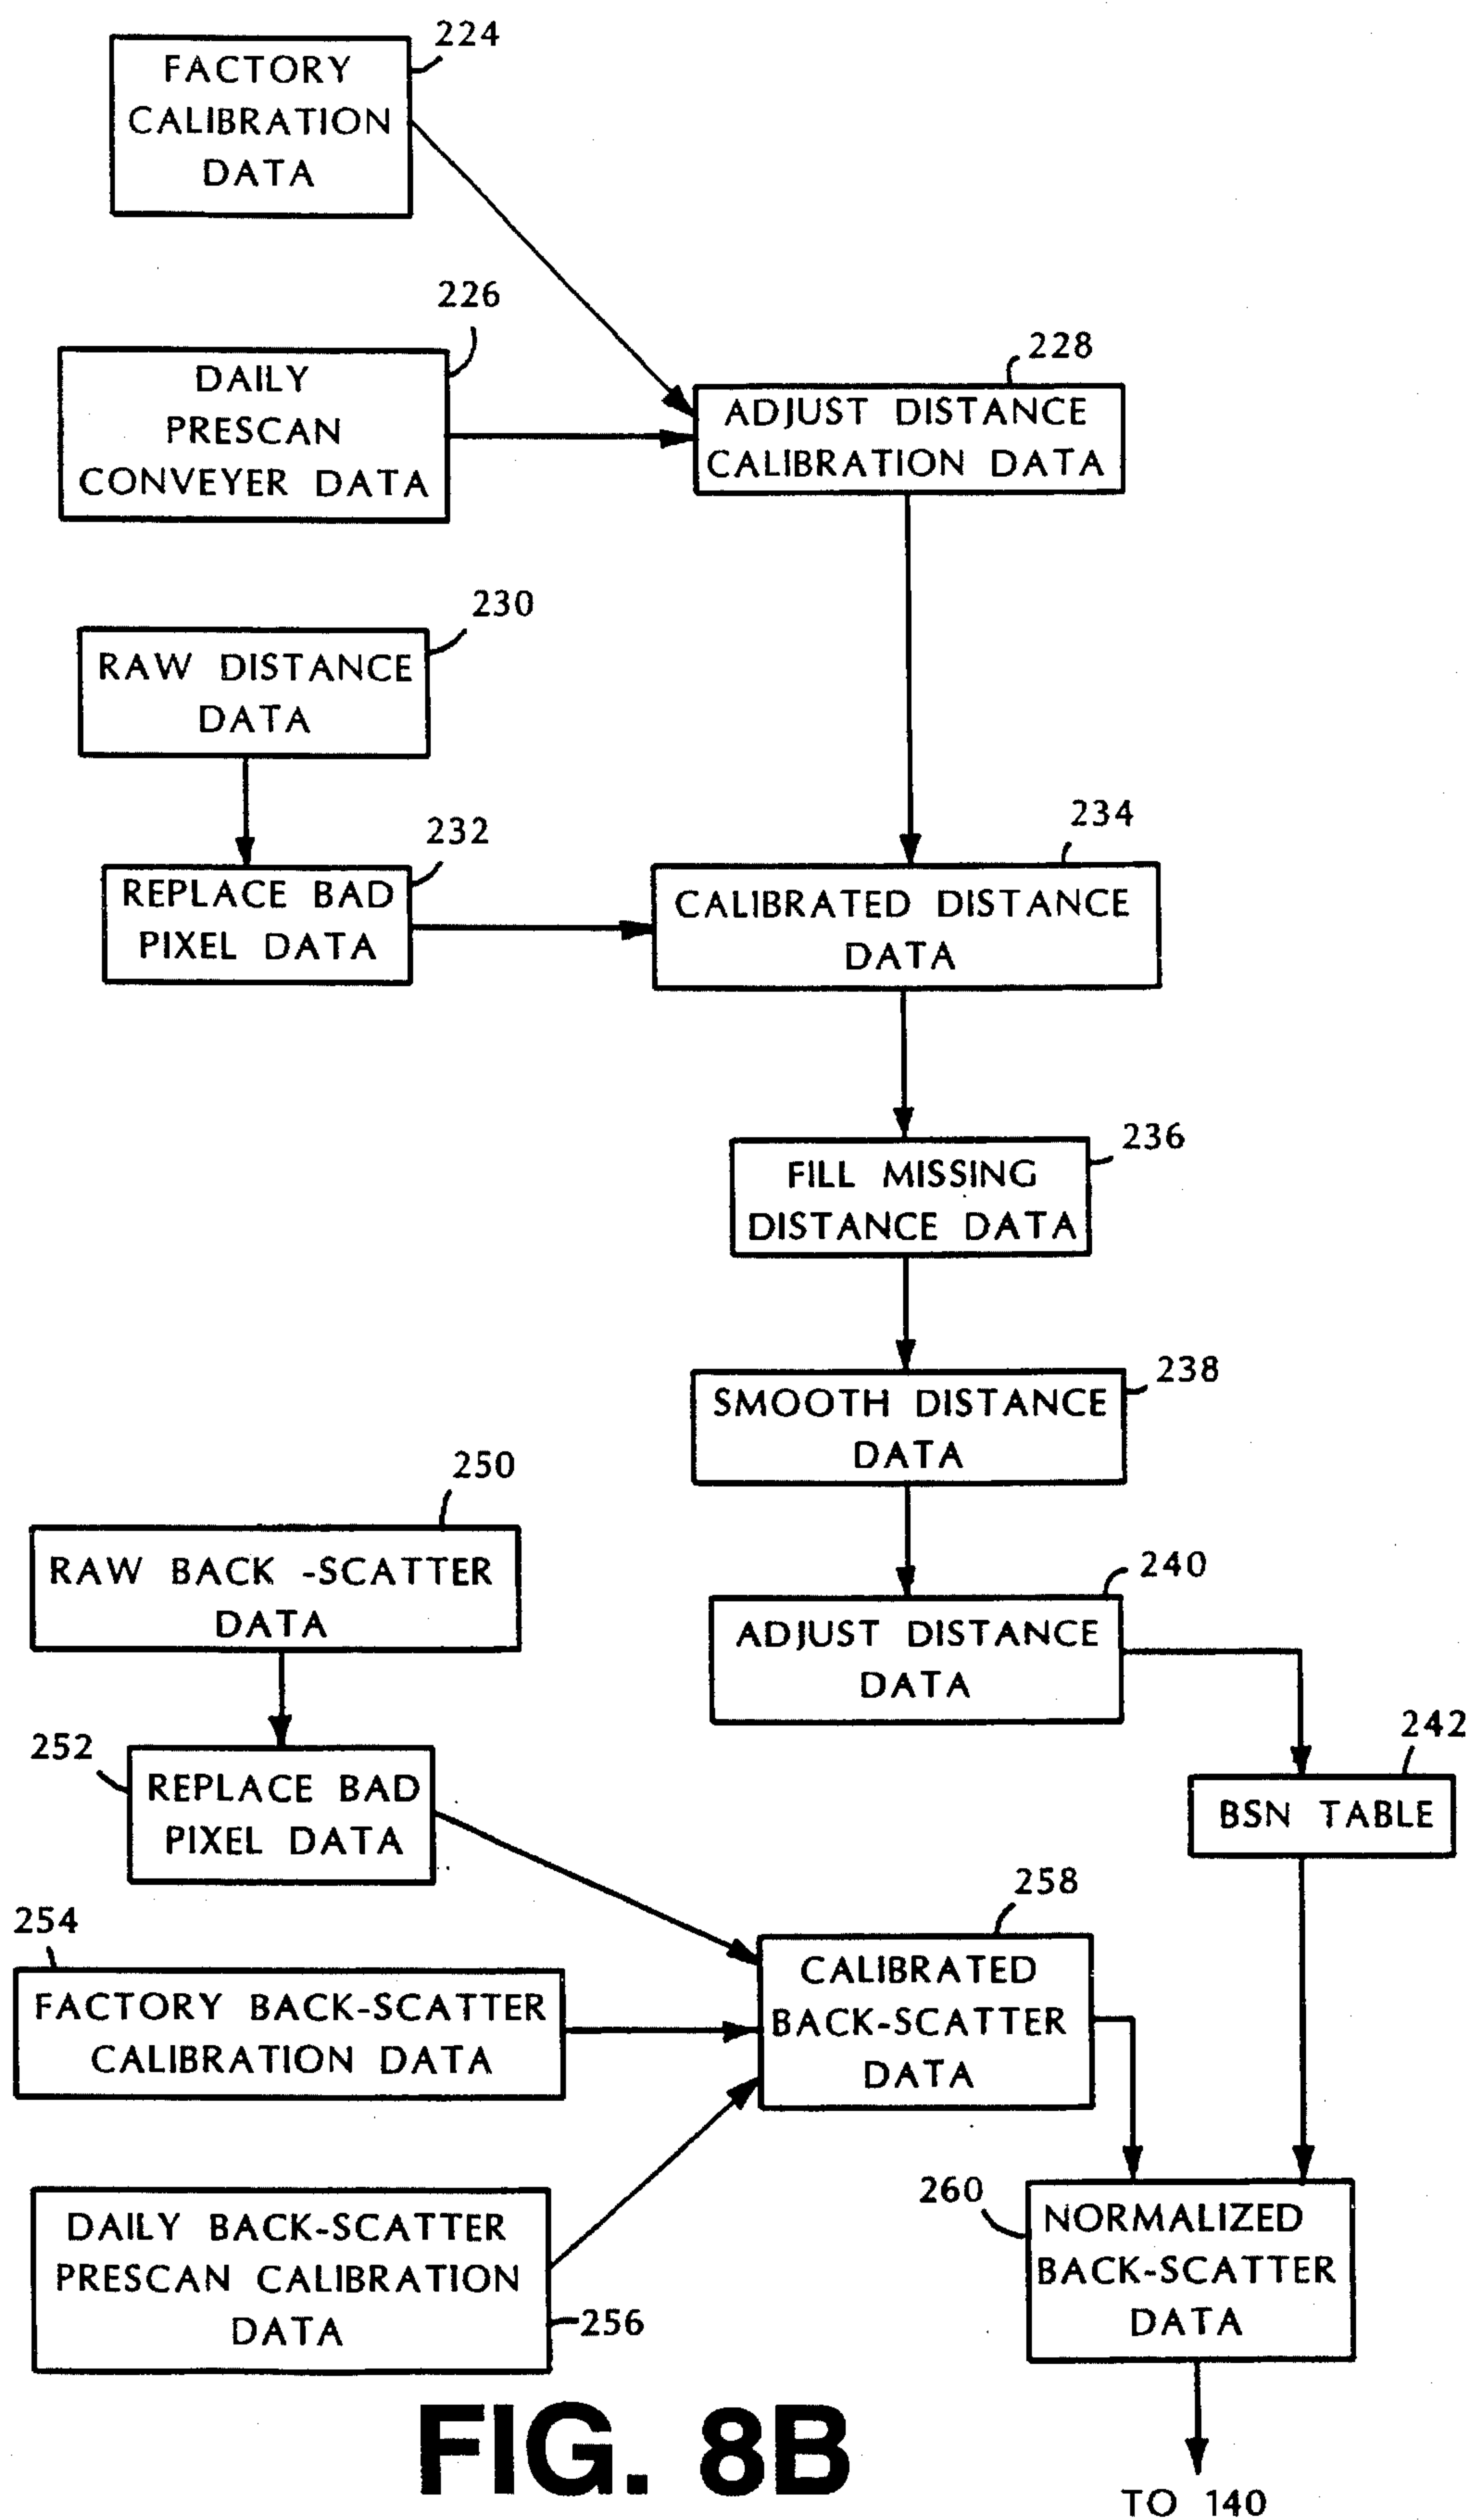 224
FACTORY
CALIBRATION
DATA
226
DAILY
PRESCAN
CONVEYER DATA
228
ADJUST DISTANCE
CALIBRATION DATA
230
RAW DISTANCE
DATA
232
REPLACE BAD
PIXEL DATA
234
CALIBRATED DISTANCE
DATA
236
FILL MISSING
DISTANCE DATA
238
SMOOTH DISTANCE
DATA
250
RAW BACK -SCATTER
DATA
240
ADJUST DISTANCE
DATA
242
BSN TABLE
252
REPLACE BAD
PIXEL DATA
254
FACTORY BACK-SCATTER
CALIBRATION DATA
258
CALIBRATED
BACK-SCATTER
DATA
DAILY BACK-SCATTER
PRESCAN CALIBRATION
DATA
256
260
NORMALIZED
BACK-SCATTER
DATA
TO 140
FIG. 8B